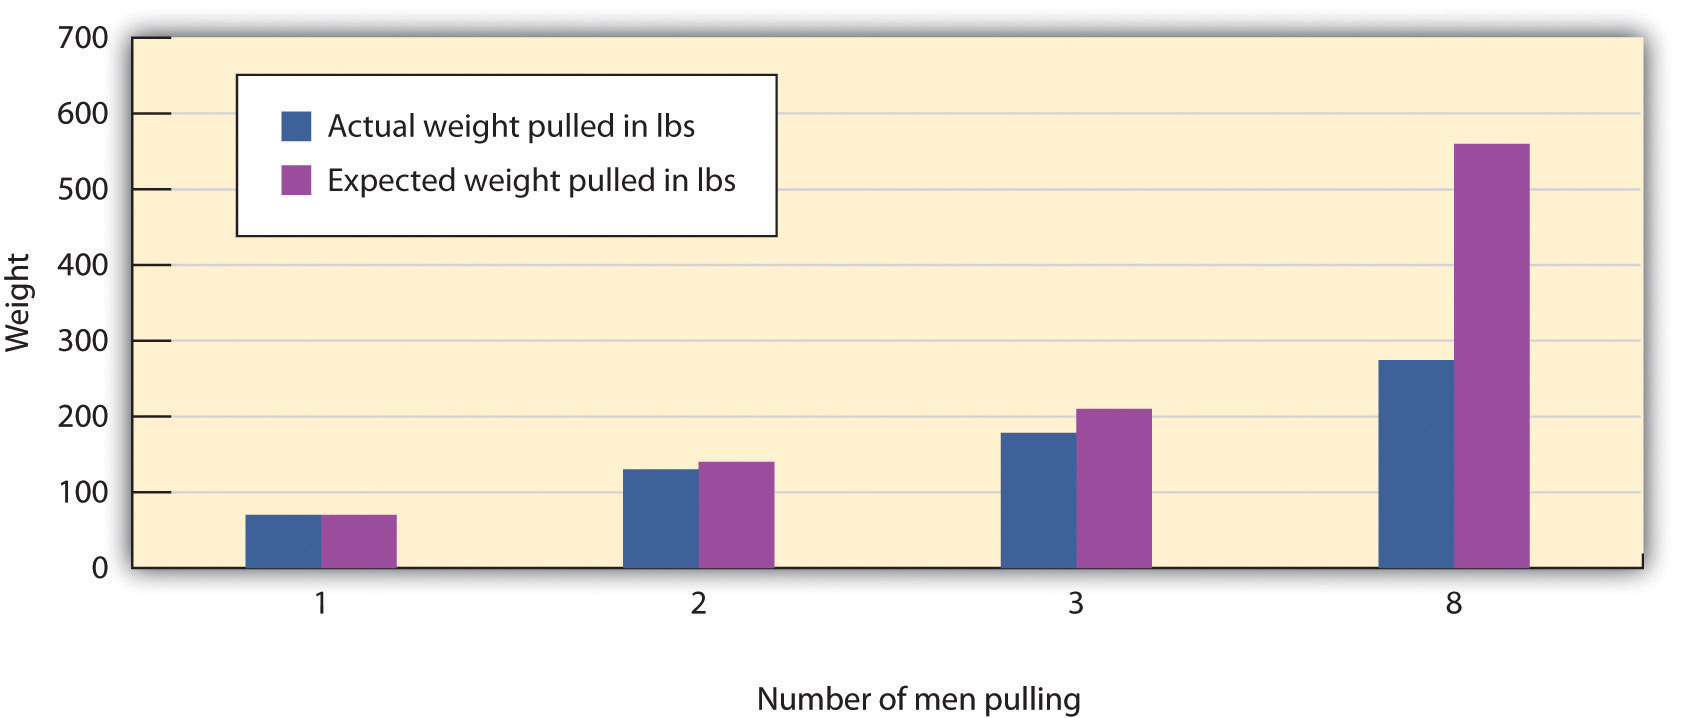 700
600
500
400
300
200
100
0
Weight
Actual weight pulled in lbs
Expected weight pulled in lbs
1 2 3 8
Number of men pulling